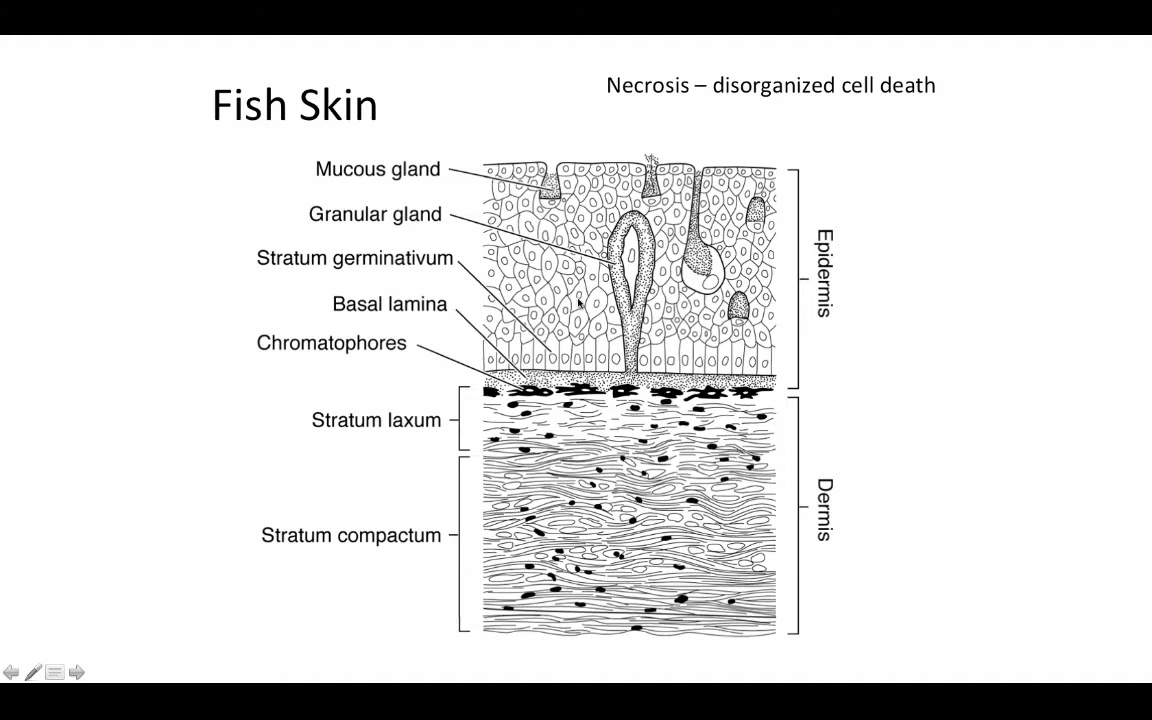 Necrosis – disorganized cell death
Fish Skin
Mucous gland
Granular gland
Stratum germinativum
Basal lamina
Chromatophores
Stratum laxum
Stratum compactum
Epidermis
Dermis